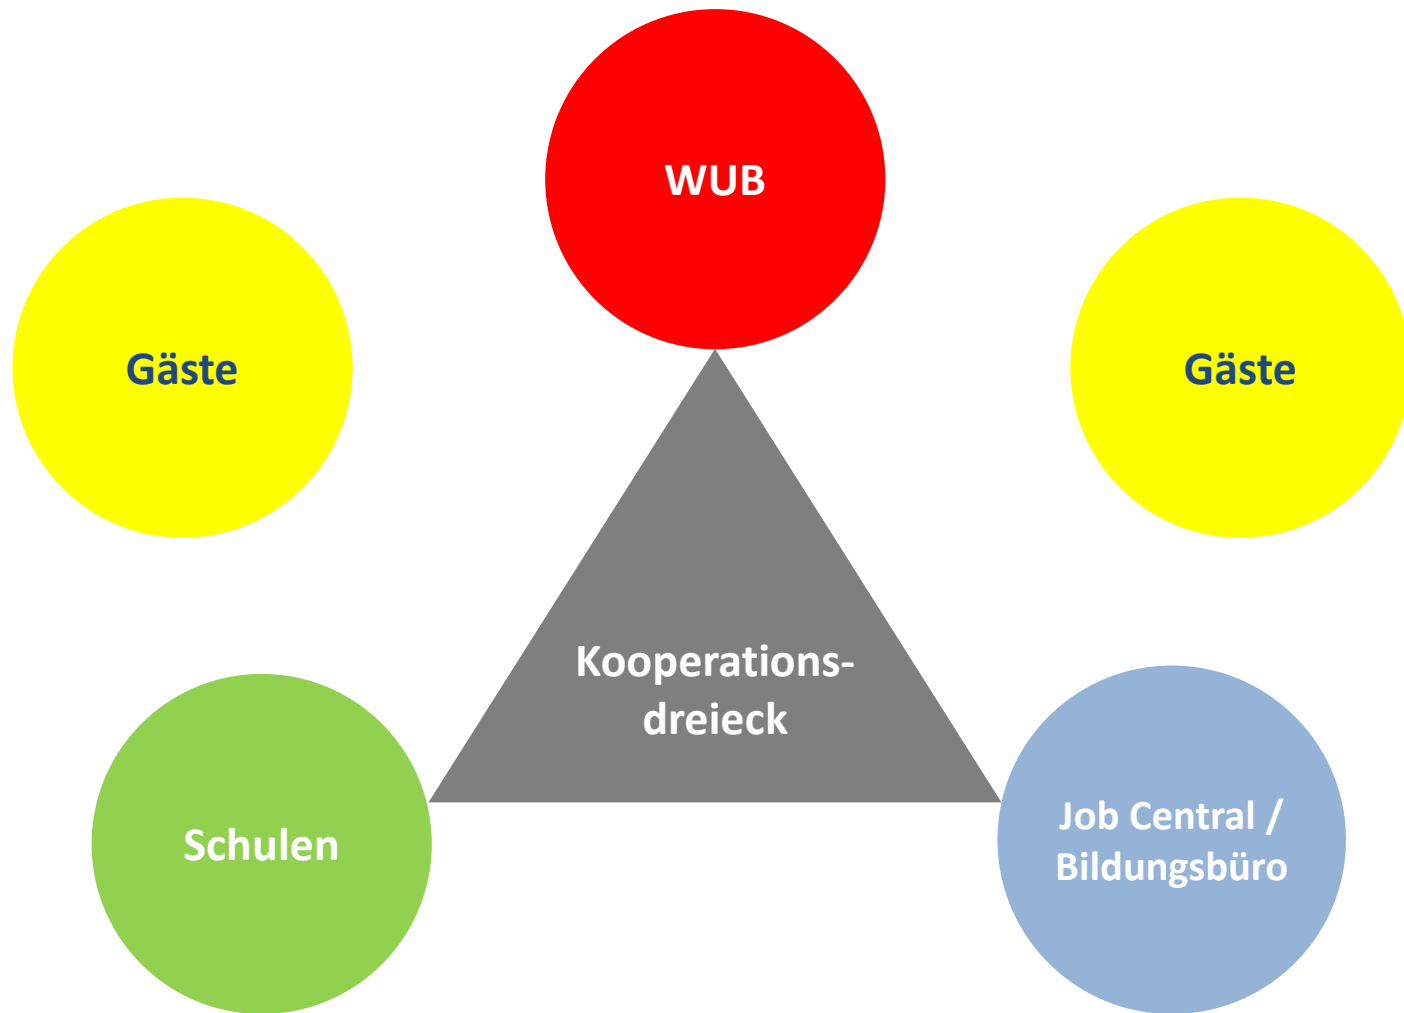 WUB
Gäste
Gäste
Kooperations-
dreieck
Schulen
Job Central /
Bildungsbüro